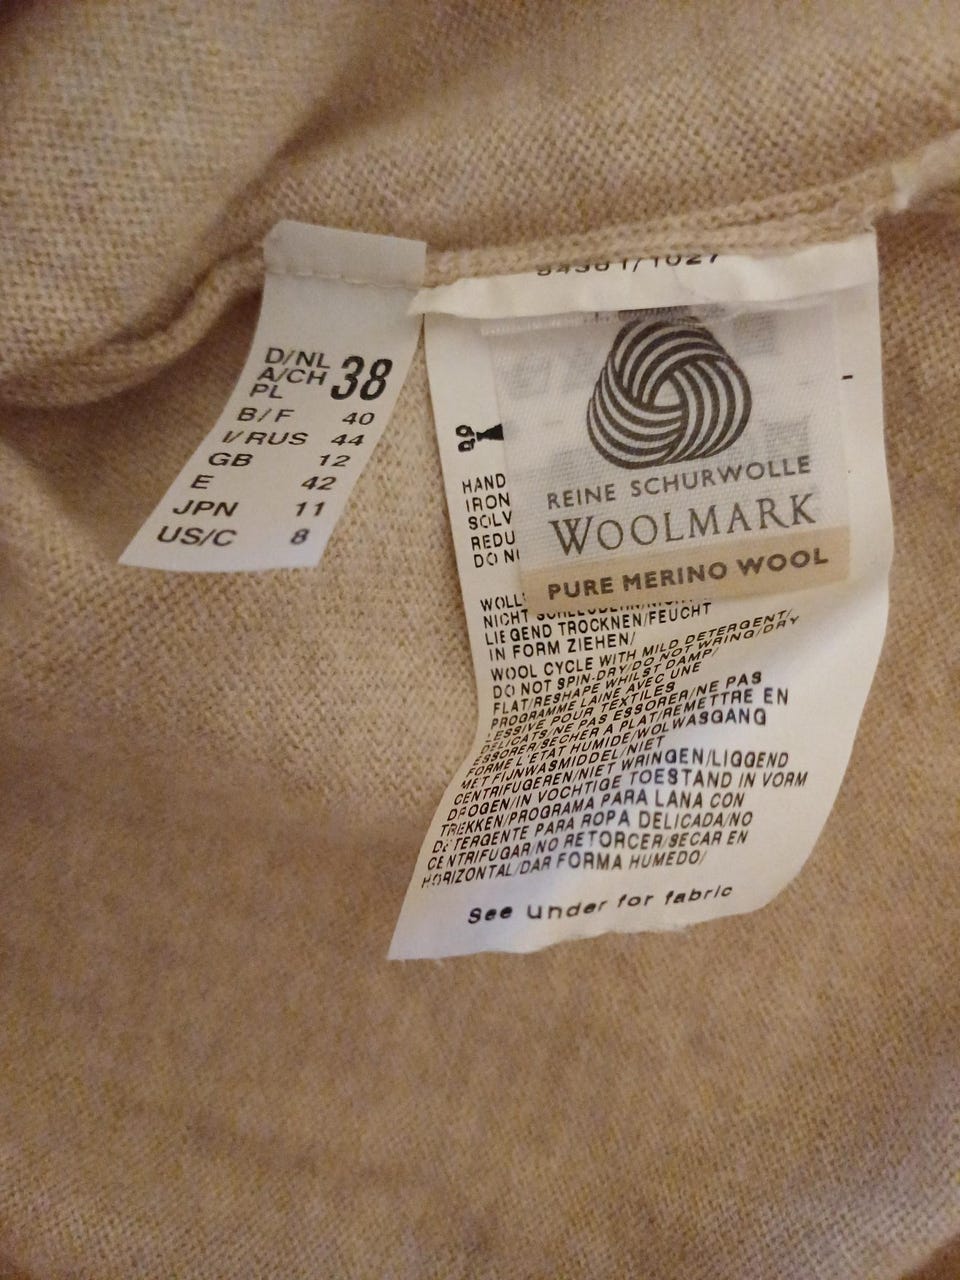 D/NL
A/CH 38
PL
B/F 40
I/RUS 44
GB 12
E 42
JPN 11
US/C 8
REINE SCHURWOLLE
WOOLMARK
PURE MERINO WOOL
HAND
IRON
SOLV
REDU
DO
WOLL
NICHT
LIEGEND TROCKNEN/FEUCHT
IN FORM ZIEHEN/
WOOL CYCLE WITH MILD DETERGENT/
DO NOT SPIN-DRY/DO NOT WRING/DRY
FLAT/RESHAPE WHILST DAMP/
PROGRAMME LAINE AVEC UNE
LESSIVE POUR TEXTILES
DELICATS/NE PAS ESSORER/NE PAS
ESSORER/SECHER A PLAT/REMETTRE EN
FORME L'ETAT HUMIDE/WOLWASGANG
MET FIJNWASMIDDEL/NIET
CENTRIFUGEREN/NIET WRINGEN/LIGGEND
DROGEN/IN VOCHTIGE TOESTAND IN VORM
TREKKEN/PROGRAMA PARA LANA CON
DETERGENTE PARA ROPA DELICADA/NO
CENTRIFUGAR/NO RETORCER/SECAR EN
HORIZONTAL/DAR FORMA HUMEDO/
See under for fabric